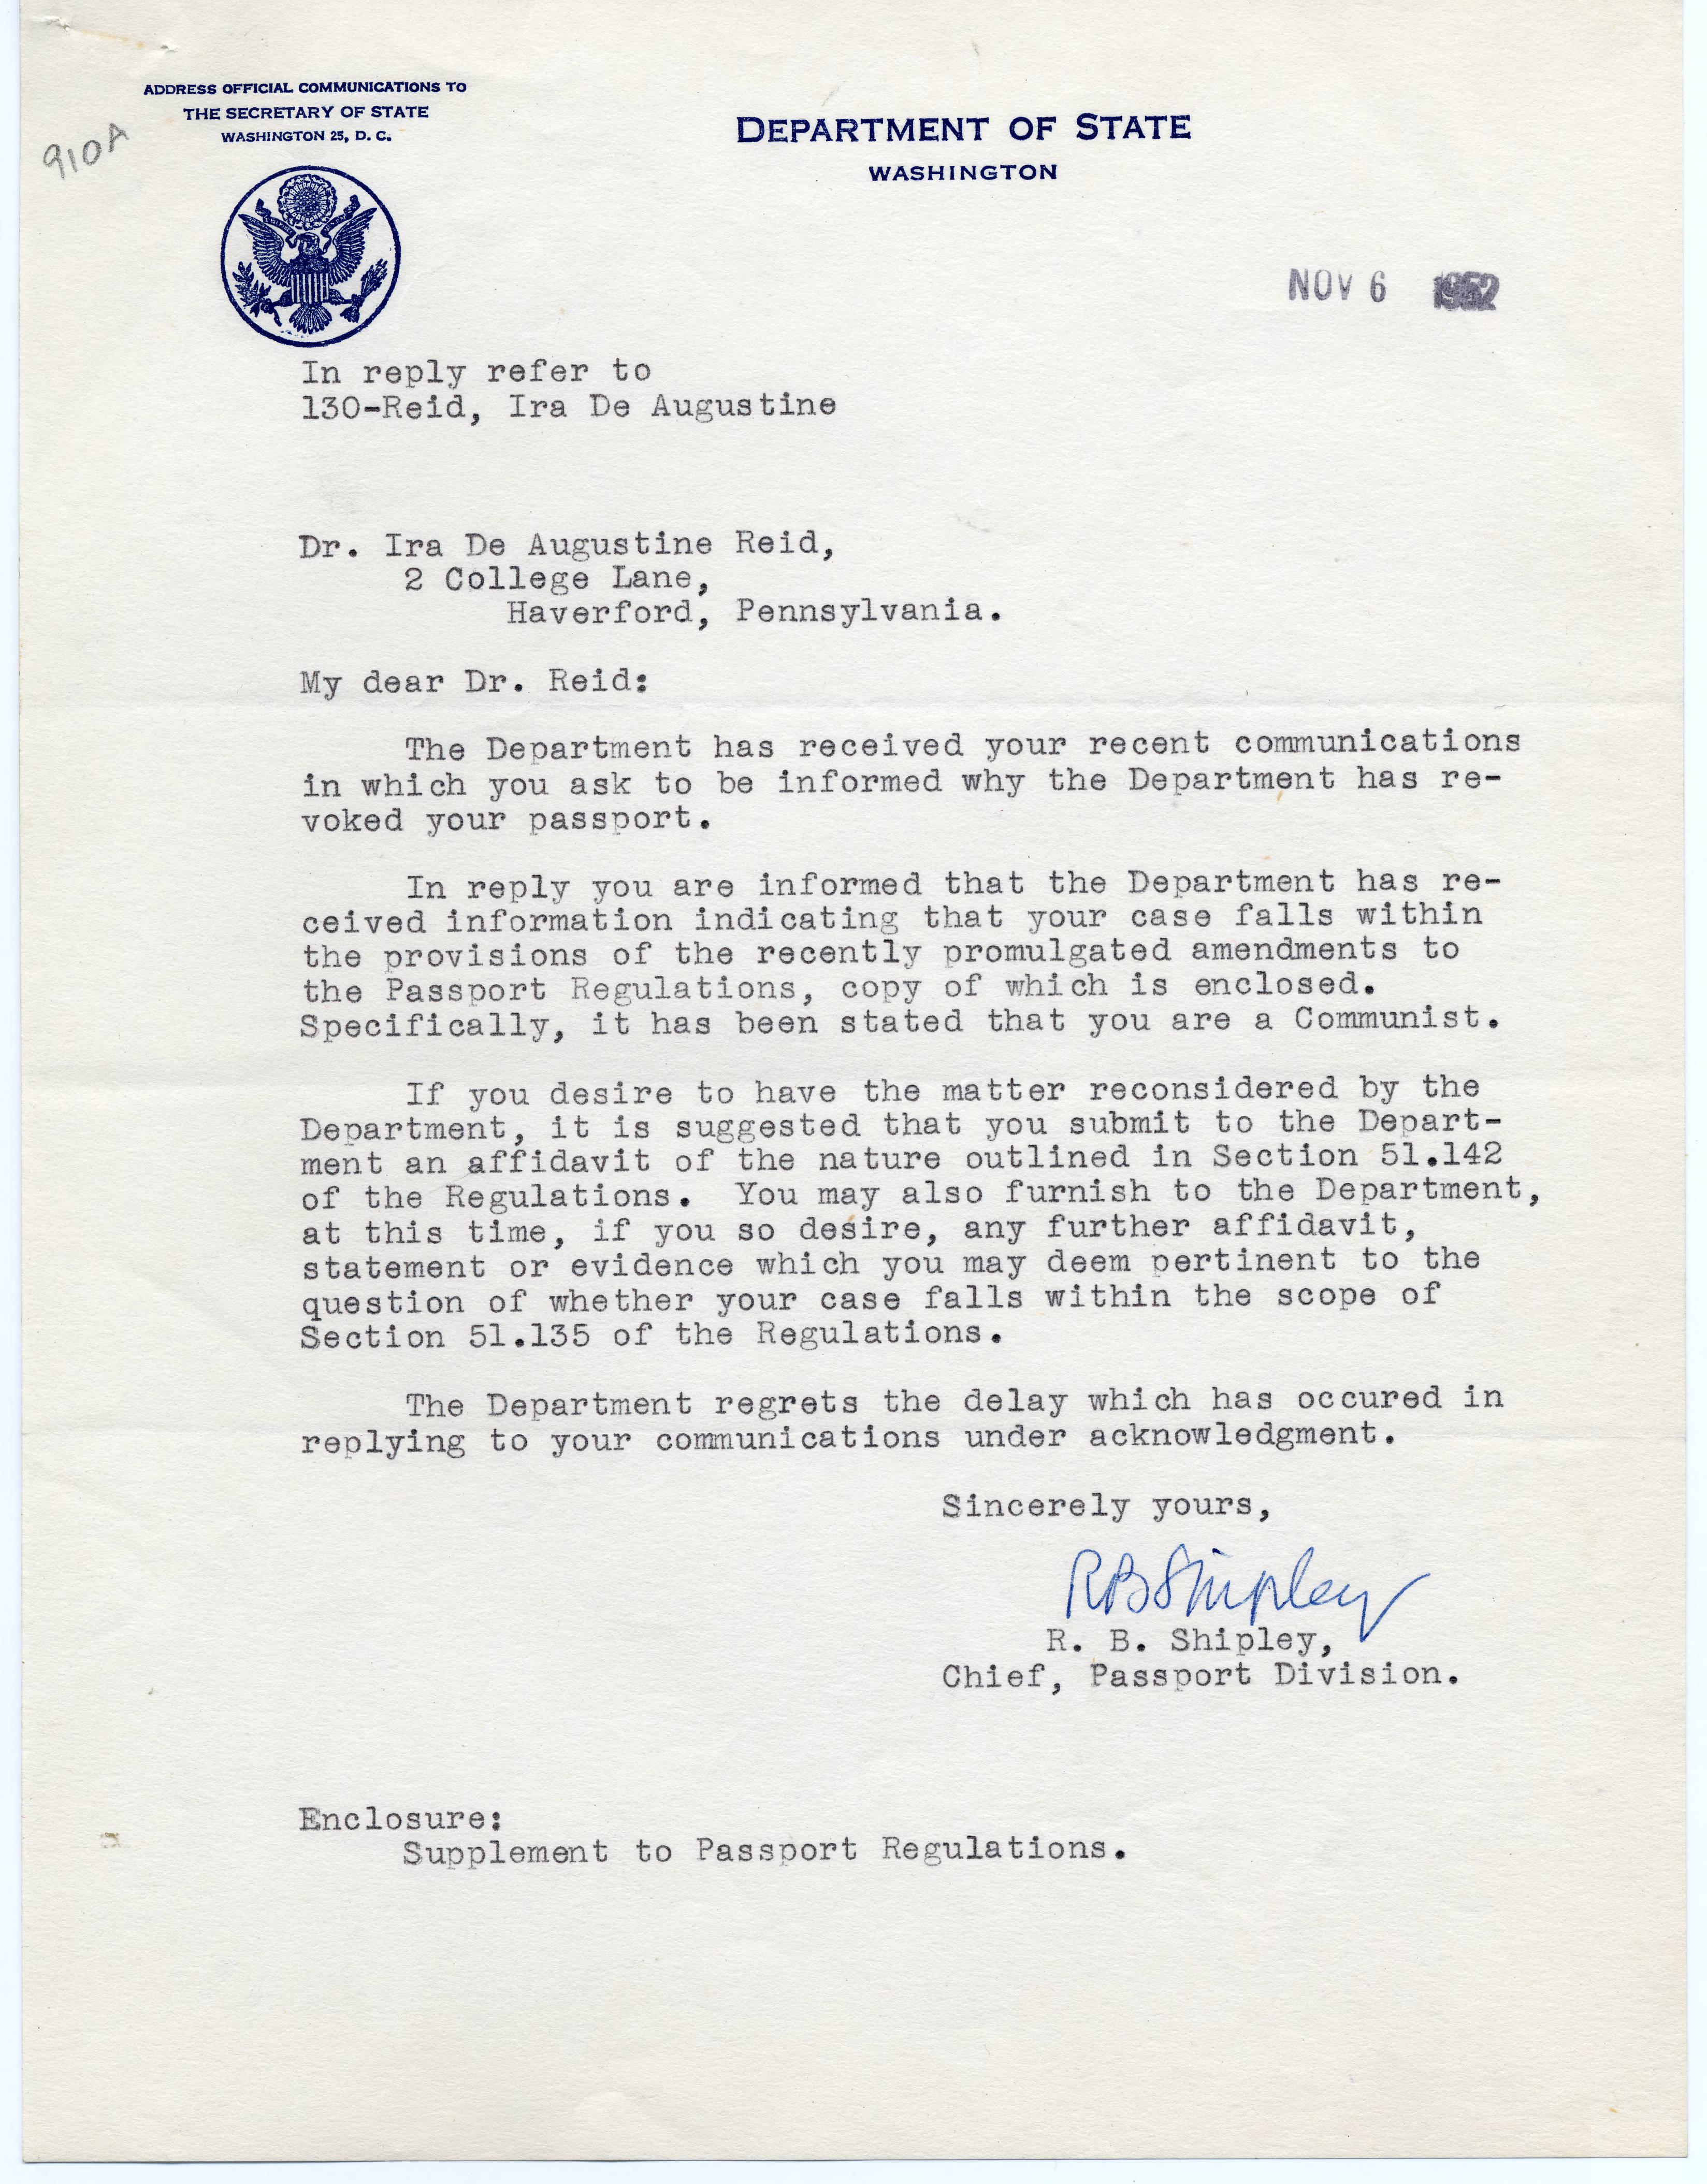 ADDRESS OFFICIAL COMMUNICATIONS TO
THE SECRETARY OF STATE
WASHINGTON 25, D. C.
910A
DEPARTMENT OF STATE
WASHINGTON
NOV 6 1952
In reply refer to
130-Reid, Ira De Augustine
Dr. Ira De Augustine Reid,
2 College Lane,
Haverford, Pennsylvania.
My dear Dr. Reid:
The Department has received your recent communications
in which you ask to be informed why the Department has re-
voked your passport.
In reply you are informed that the Department has re-
ceived information indicating that your case falls within
the provisions of the recently promulgated amendments to
the Passport Regulations, copy of which is enclosed.
Specifically, it has been stated that you are a Communist.
If you desire to have the matter reconsidered by the
Department, it is suggested that you submit to the Depart-
ment an affidavit of the nature outlined in Section 51.142
of the Regulations. You may also furnish to the Department,
at this time, if you so desire, any further affidavit,
statement or evidence which you may deem pertinent to the
question of whether your case falls within the scope of
Section 51.135 of the Regulations.
The Department regrets the delay which has occured in
replying to your communications under acknowledgment.
Sincerely yours,
RBShipley
R. B. Shipley,
Chief, Passport Division.
Enclosure:
Supplement to Passport Regulations.